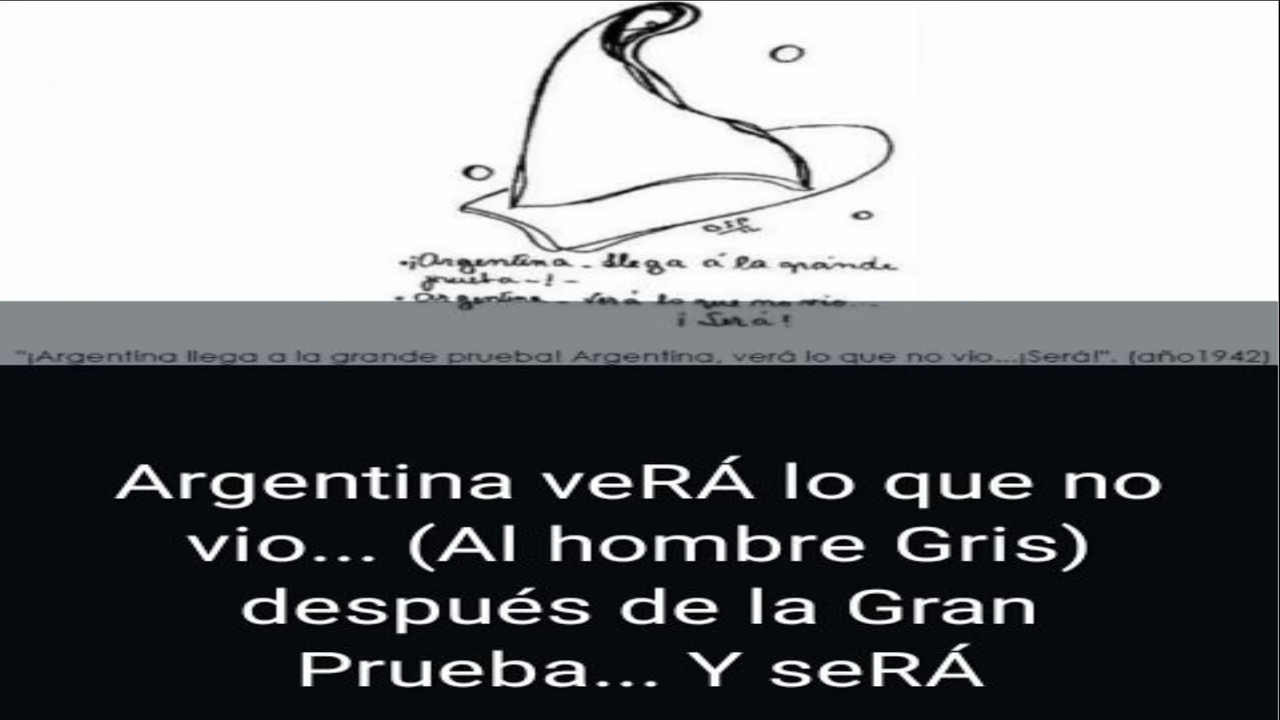 OSP
•¡Argentina - llega á la grande
prueba - ! -
• Argentina - Verá lo que no vio...
¡ Será !
"¡Argentina llega a la grande prueba! Argentina, verá lo que no vio...¡Será!". (año1942)
Argentina veRÁ lo que no
vio... (Al hombre Gris)
después de la Gran
Prueba... Y seRÁ